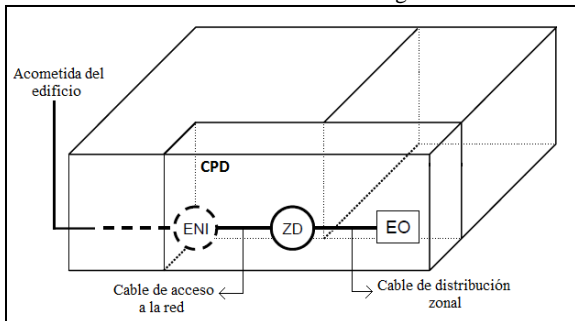 Acometida del
edificio
CPD
ENI
ZD
EO
Cable de acceso
a la red
Cable de distribución
zonal